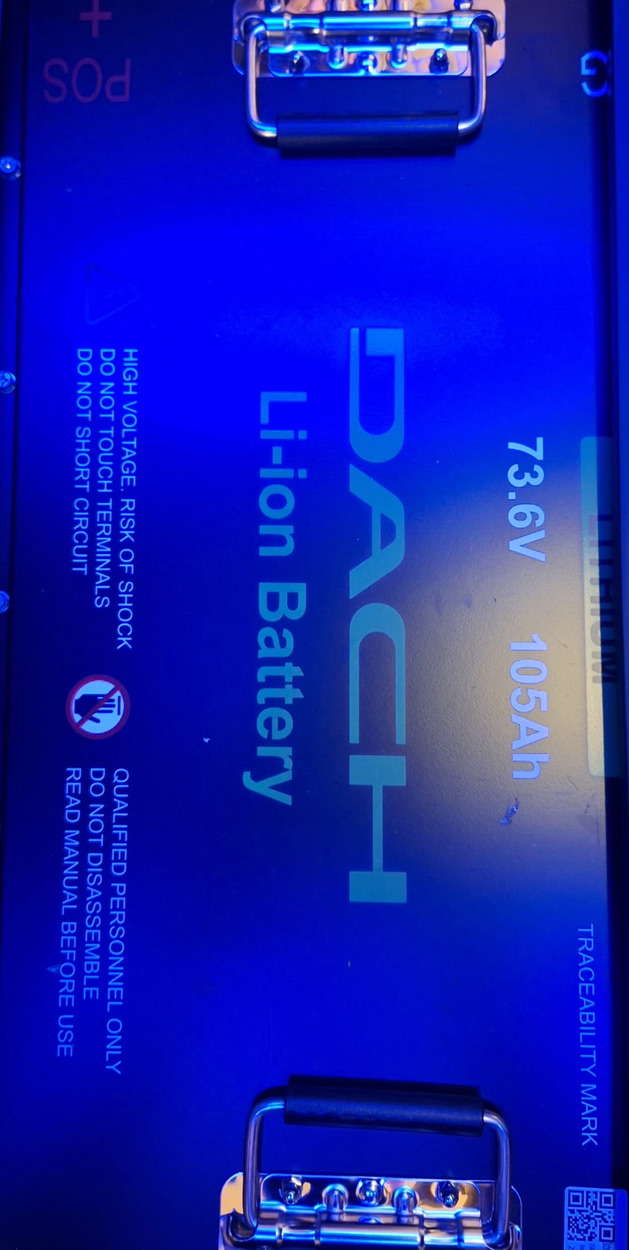 +
POS
G
LITHIUM
73.6V 105Ah
DACH
Li-ion Battery
HIGH VOLTAGE. RISK OF SHOCK
DO NOT TOUCH TERMINALS
DO NOT SHORT CIRCUIT
QUALIFIED PERSONNEL ONLY
DO NOT DISASSEMBLE
READ MANUAL BEFORE USE
TRACEABILITY MARK